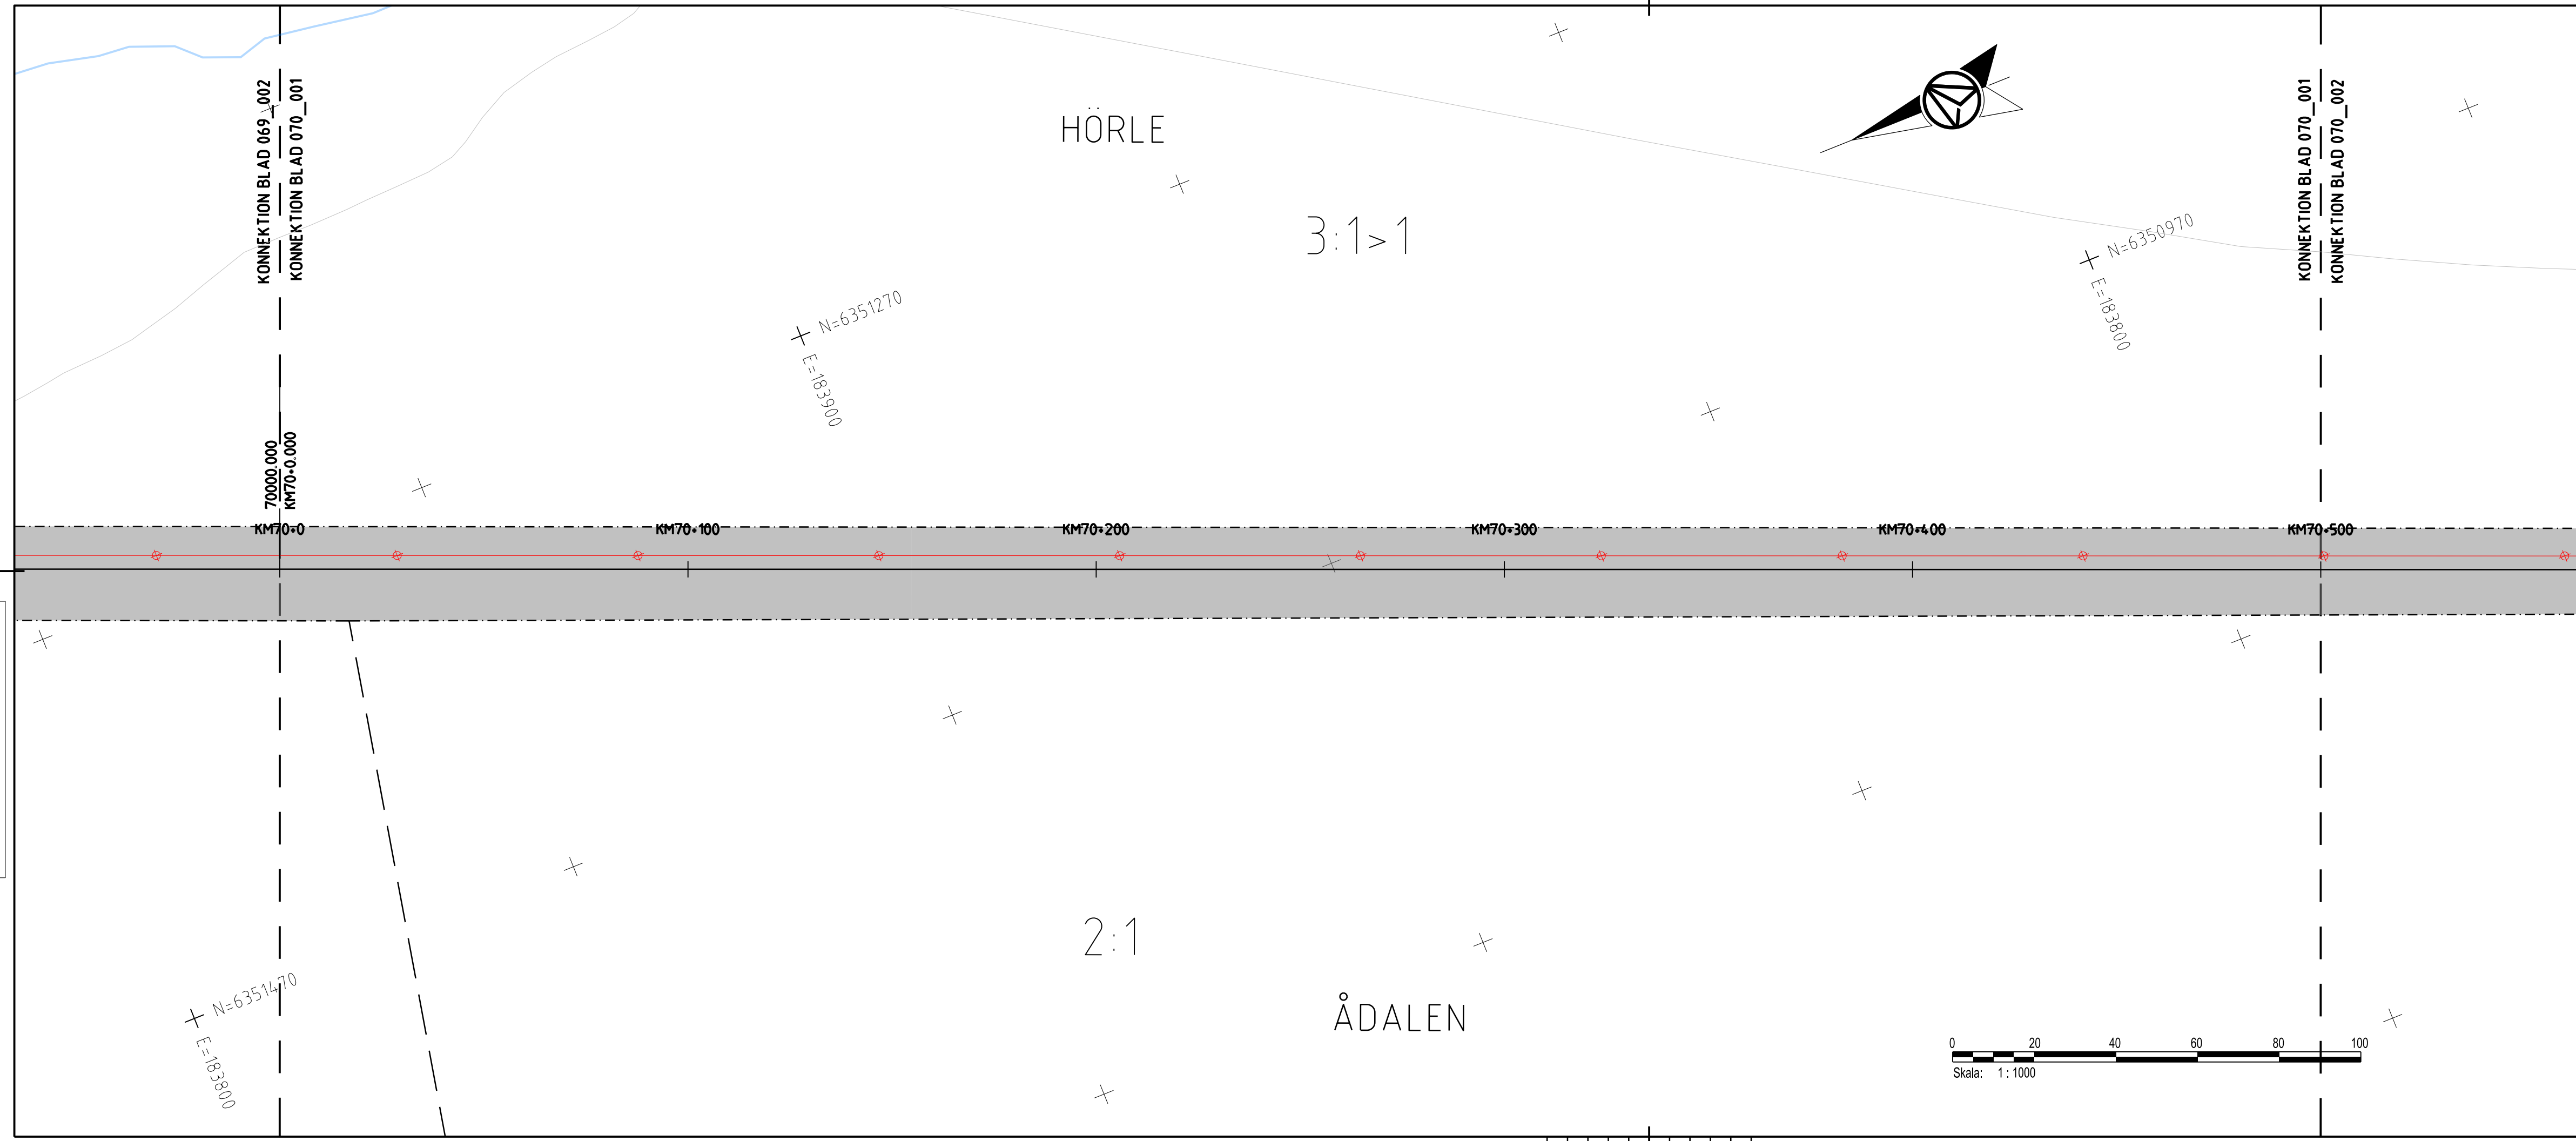 KONNEKTION BLAD 069_002
KONNEKTION BLAD 070_001
HÖRLE
3:1>1
KONNEKTION BLAD 070_001
KONNEKTION BLAD 070_002
N=6350970
E=183800
N=6351270
E=183900
70000.000
KM70+0.000
KM70+0
KM70+100
KM70+200
KM70+300
KM70+400
KM70+500
2:1
ÅDALEN
N=6351470
E=183800
0 20 40 60 80 100
Skala: 1 : 1000